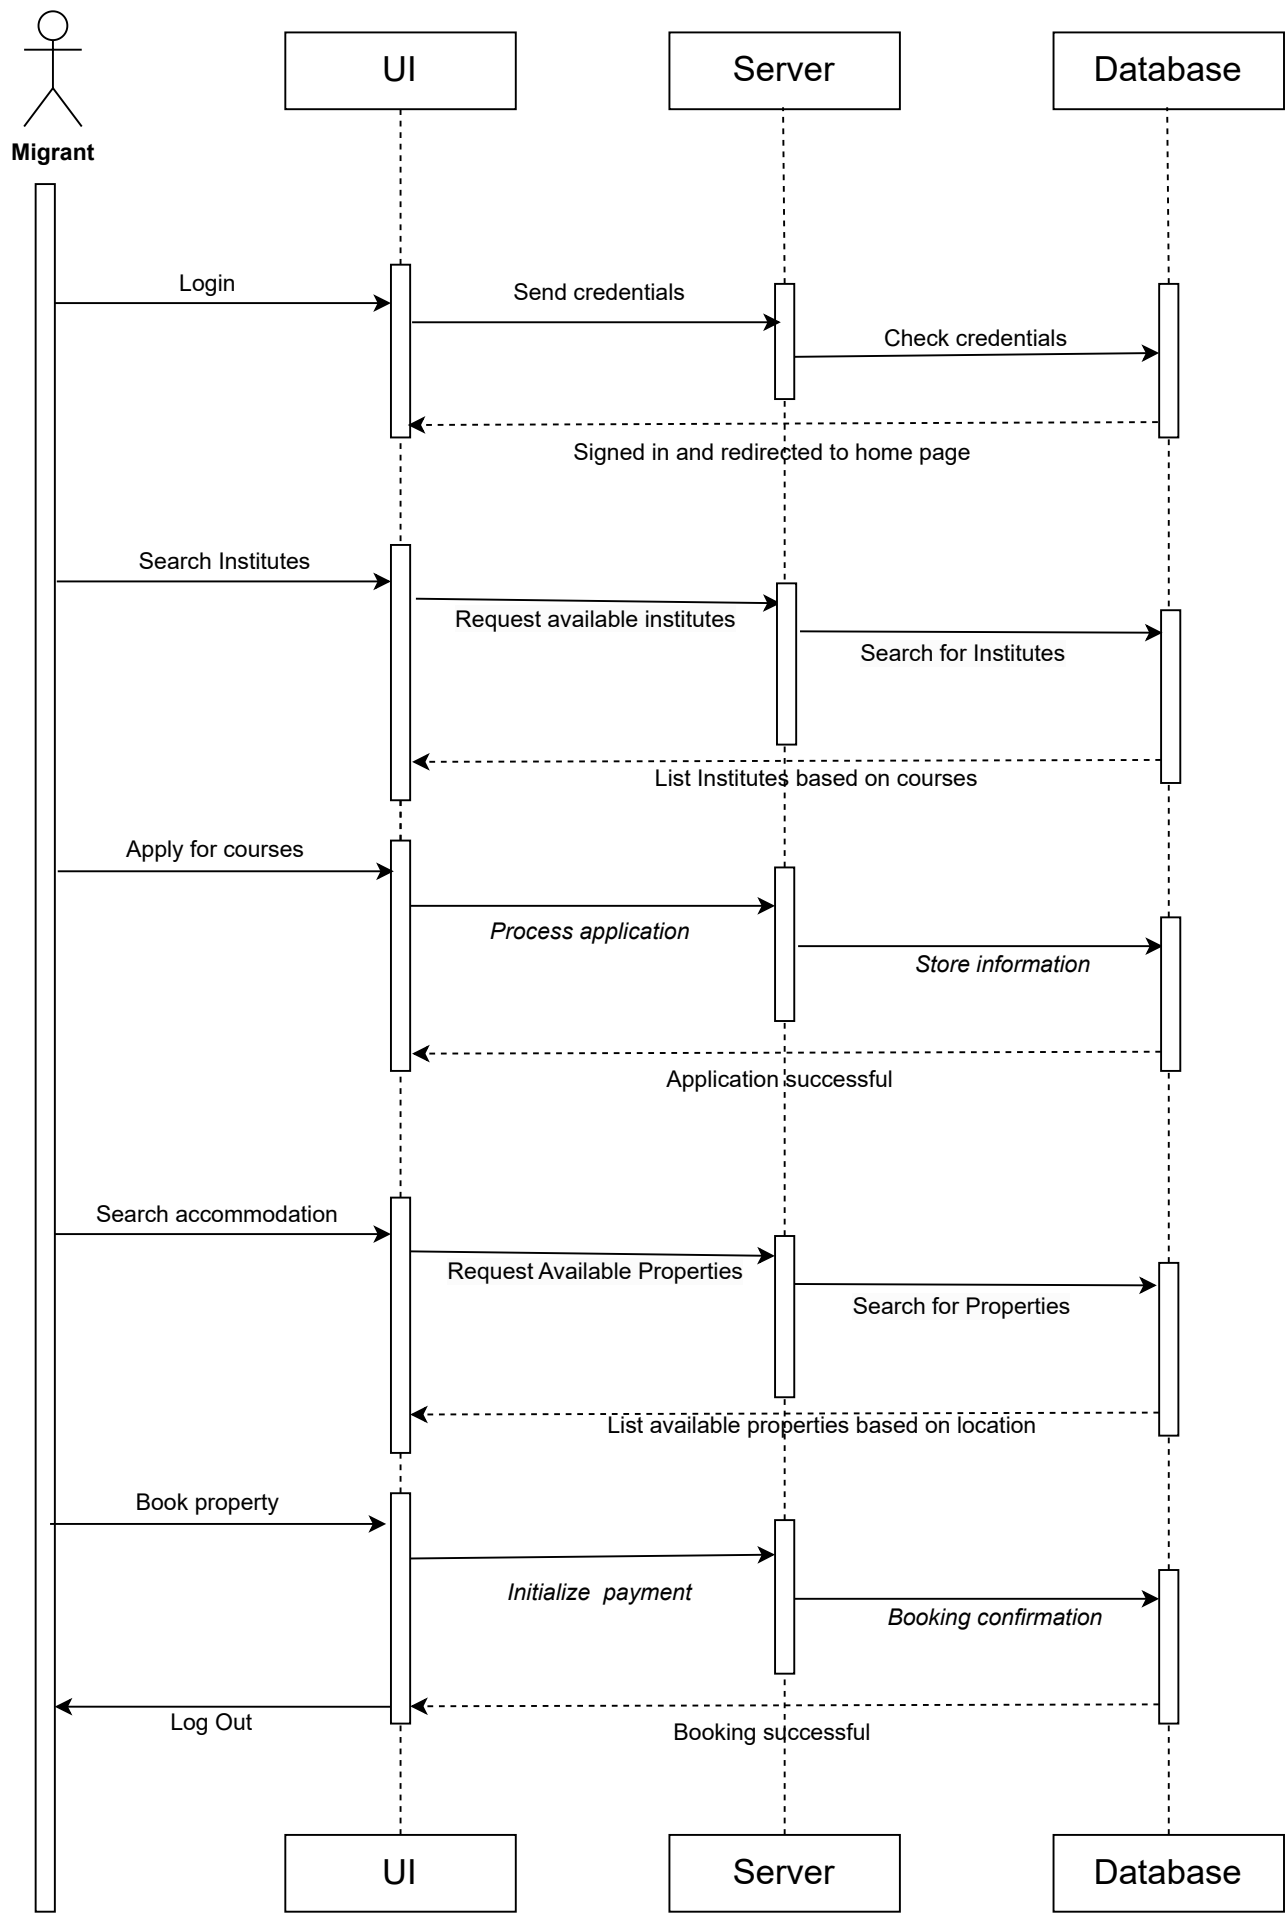 UI
Server
Database
Migrant
Login
Send credentials
Check credentials
Signed in and redirected to home page
Search Institutes
Request available institutes
Search for Institutes
List Institutes based on courses
Apply for courses
Process application
Store information
Application successful
Search accommodation
Request Available Properties
Search for Properties
List available properties based on location
Book property
Initialize  payment
Booking confirmation
Log Out
Booking successful
UI
Server
Database